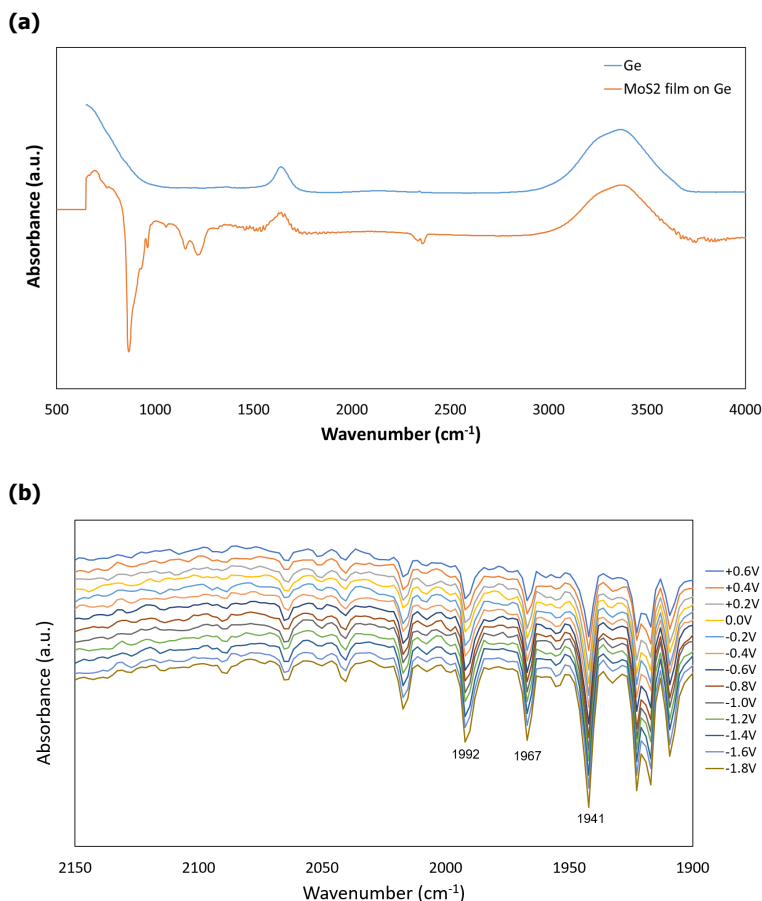 (a)
Ge
MoS2 film on Ge
Absorbance (a.u.)
500 1000 1500 2000 2500 3000 3500 4000
Wavenumber (cm⁻¹)
(b)
+0.6V
+0.4V
+0.2V
0.0V
-0.2V
-0.4V
-0.6V
-0.8V
-1.0V
-1.2V
-1.4V
-1.6V
-1.8V
Absorbance (a.u.)
1992 1967
1941
2150 2100 2050 2000 1950 1900
Wavenumber (cm⁻¹)